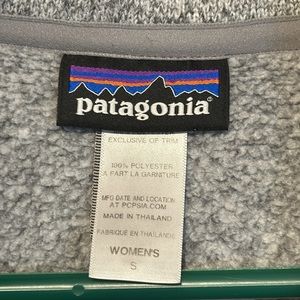 patagonia®
EXCLUSIVE OF TRIM
100% POLYESTER
A PART LA GARNITURE
MFG DATE AND LOCATION
AT PCPSIA.COM
MADE IN THAILAND
FABRIQUÉ EN THAILANDE
WOMEN'S
S